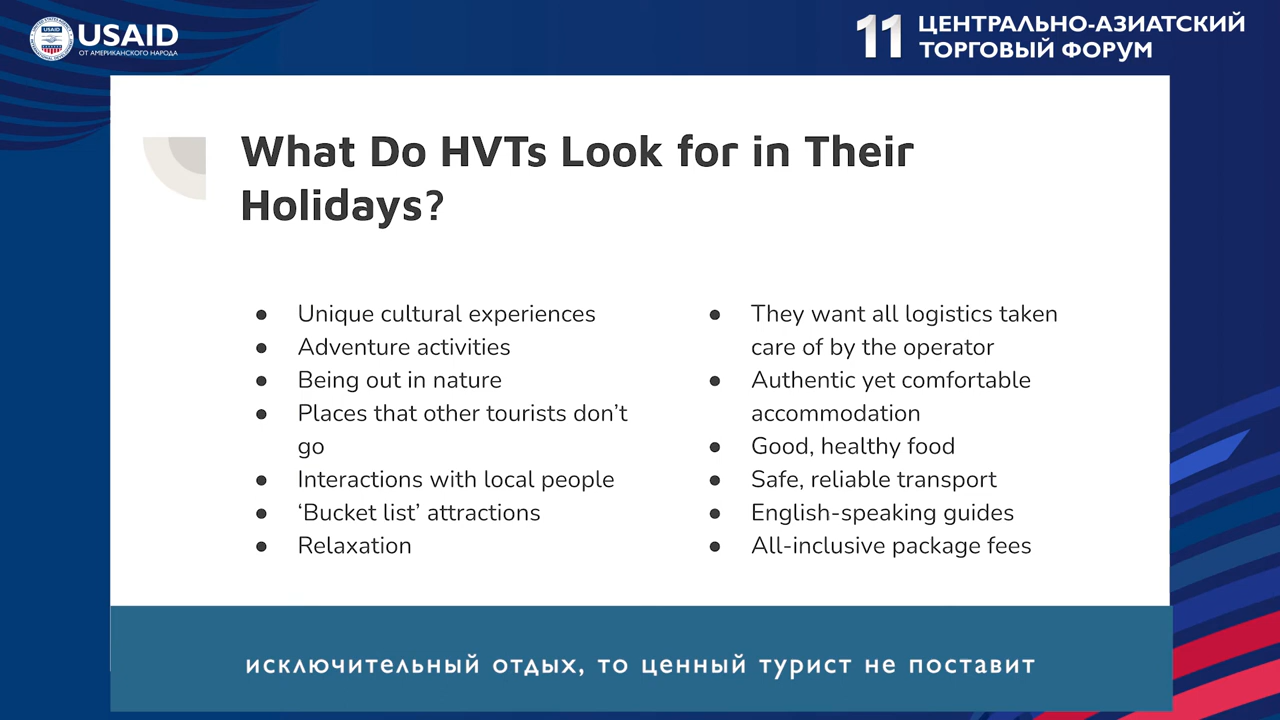 USAID
ОТ АМЕРИКАНСКОГО НАРОДА
11 ЦЕНТРАЛЬНО-АЗИАТСКИЙ
ТОРГОВЫЙ ФОРУМ
What Do HVTs Look for in Their
Holidays?
● Unique cultural experiences
● Adventure activities
● Being out in nature
● Places that other tourists don’t
go
● Interactions with local people
● ‘Bucket list’ attractions
● Relaxation
● They want all logistics taken
care of by the operator
● Authentic yet comfortable
accommodation
● Good, healthy food
● Safe, reliable transport
● English-speaking guides
● All-inclusive package fees
исключительный отдых, то ценный турист не поставит